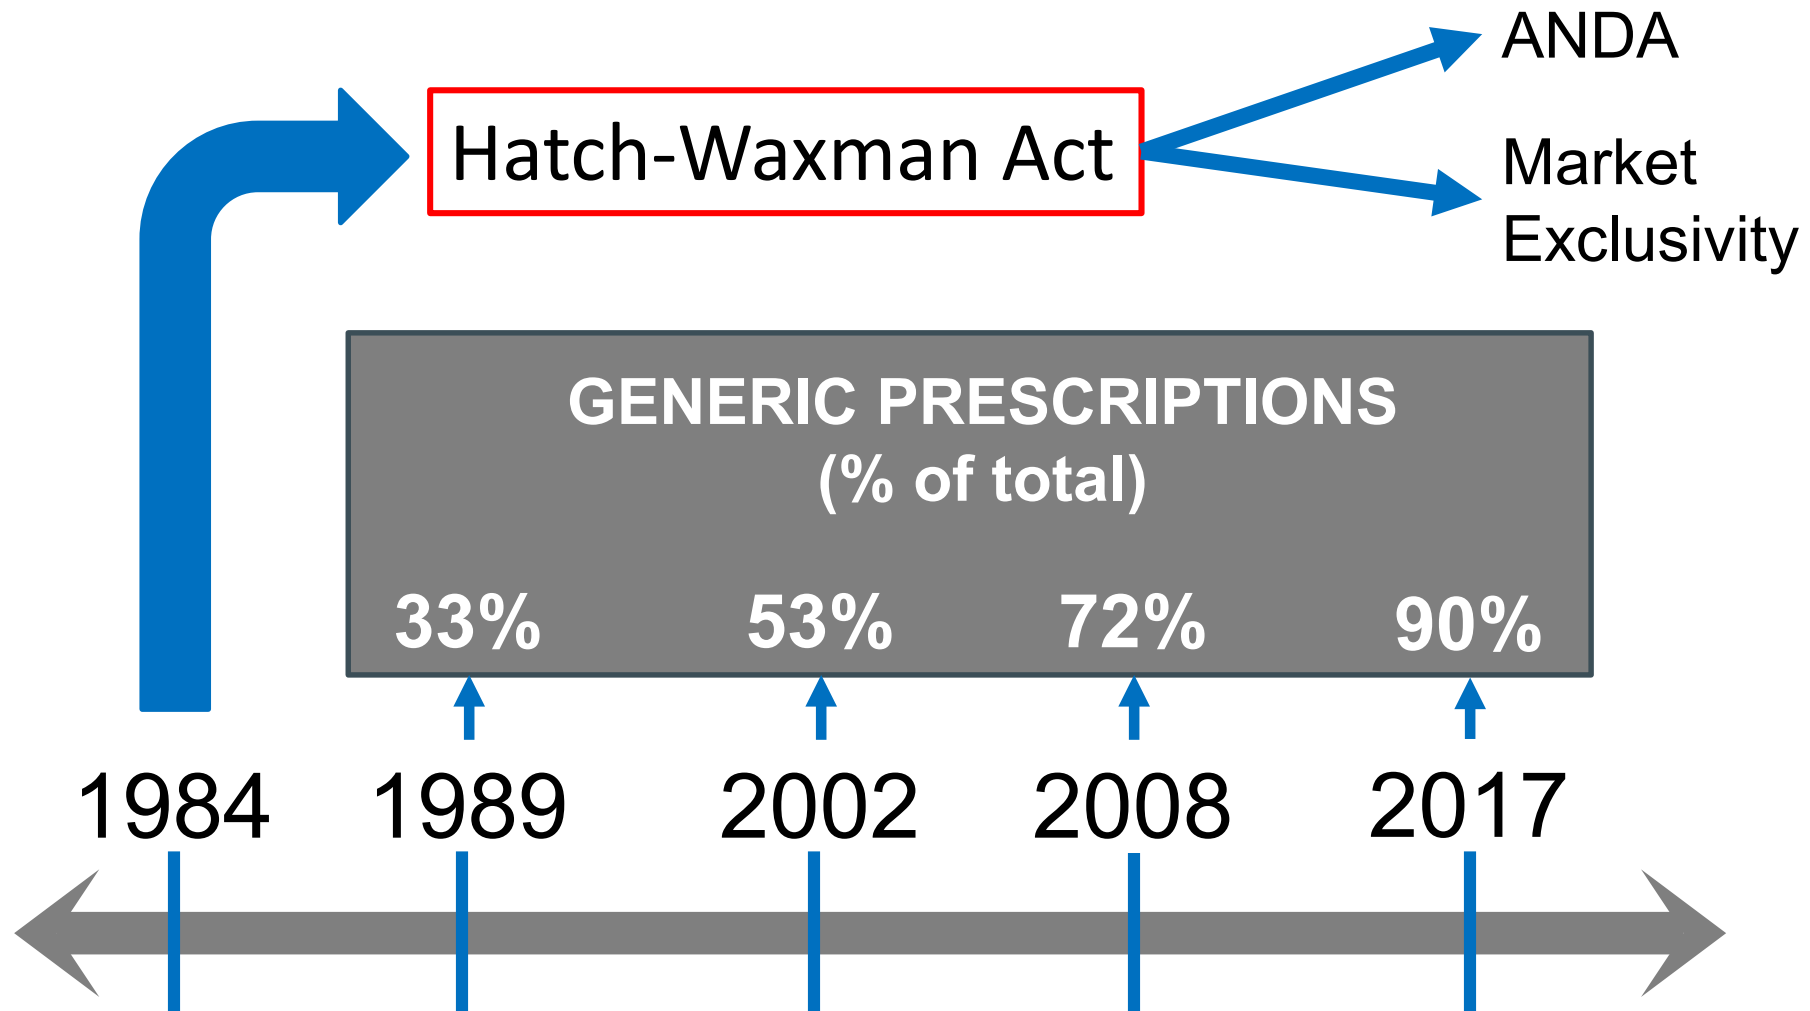 ANDA
Hatch-Waxman Act
Market
Exclusivity
GENERIC PRESCRIPTIONS
(% of total)
33% 53% 72% 90%
1984 1989 2002 2008 2017